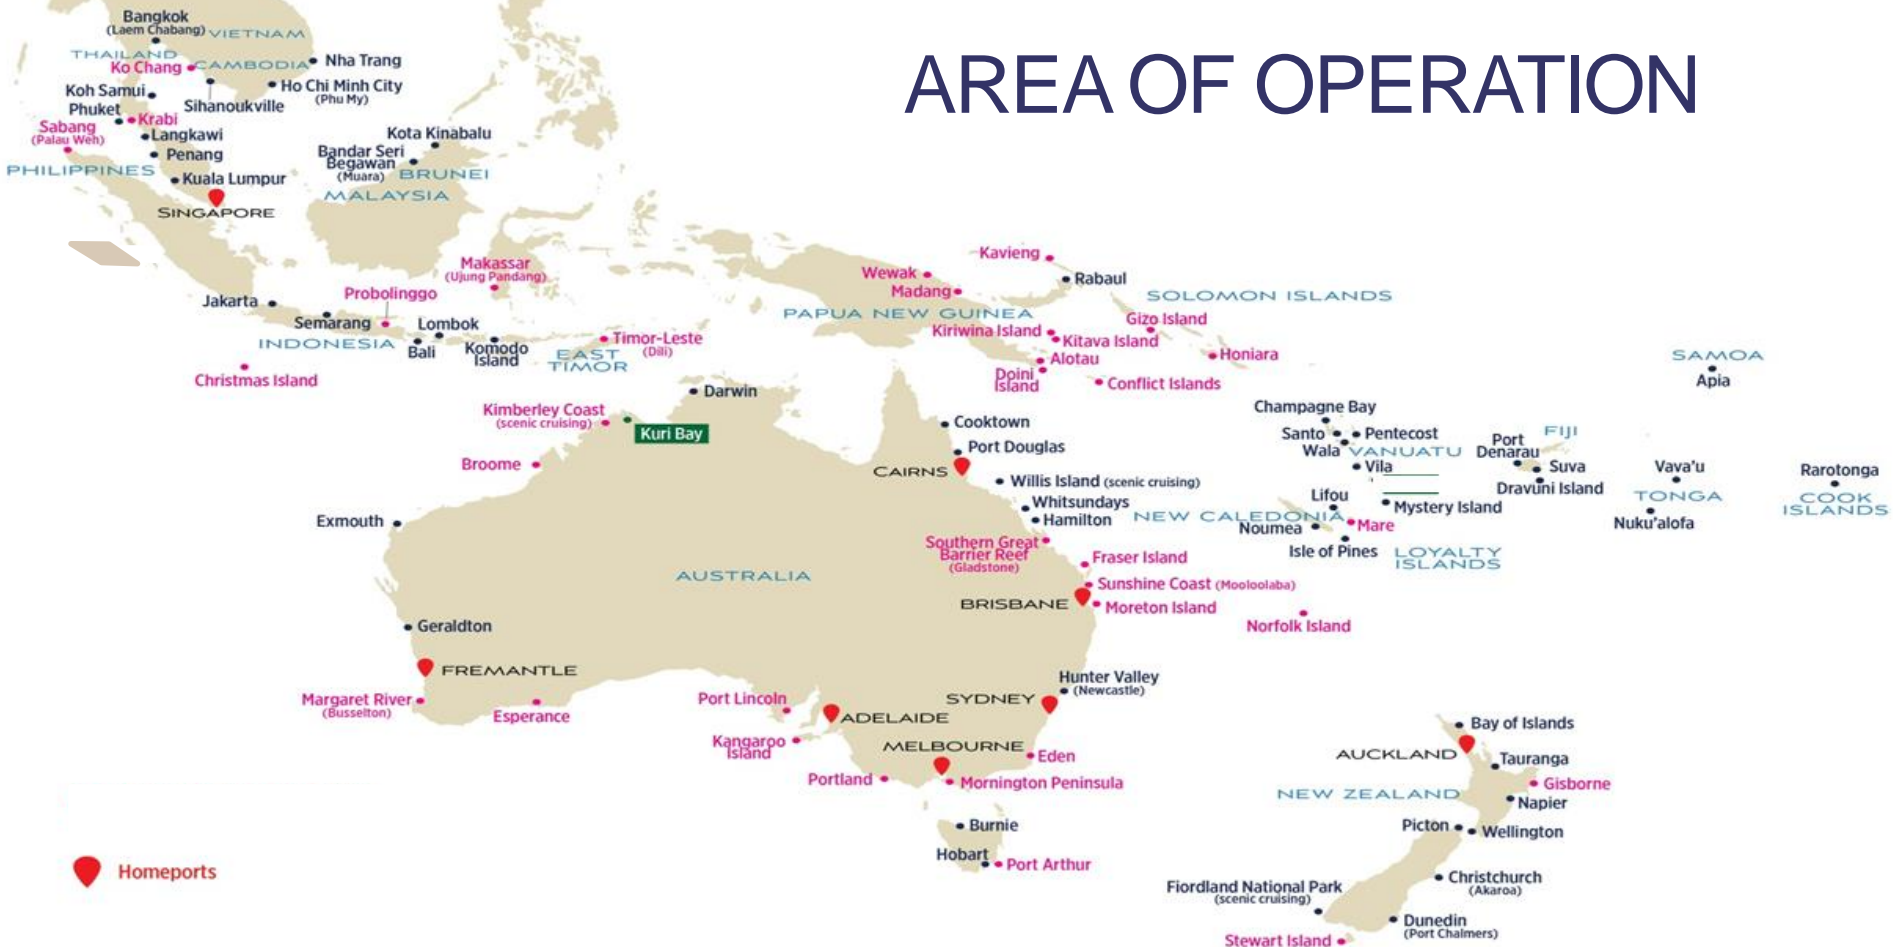 AREA OF OPERATION
Bangkok
(Laem Chabang)
VIETNAM
THAILAND
Ko Chang
CAMBODIA
Nha Trang
Koh Samui
Sihanoukville
Ho Chi Minh City
(Phu My)
Phuket
Krabi
Sabang
(Palau Weh)
Langkawi
Penang
PHILIPPINES
Kuala Lumpur
SINGAPORE
Kota Kinabalu
Bandar Seri
Begawan
(Muara)
BRUNEI
MALAYSIA
Makassar
(Ujung Pandang)
Probolinggo
Jakarta
Semarang
Lombok
INDONESIA
Bali
Komodo
Island
EAST
TIMOR
Timor-Leste
(Dili)
Christmas Island
Kavieng
Wewak
Madang
Rabaul
SOLOMON ISLANDS
PAPUA NEW GUINEA
Gizo Island
Kiriwina Island
Kitava Island
Honiara
Alotau
Doini
Island
Conflict Islands
SAMOA
Apia
Darwin
Kimberley Coast
(scenic cruising)
Kuri Bay
Broome
Exmouth
Cooktown
Port Douglas
CAIRNS
Willis Island (scenic cruising)
Whitsundays
Hamilton
Champagne Bay
Santo
Pentecost
Wala
VANUATU
Vila
Port
Denarau
FIJI
Suva
Dravuni Island
Vava'u
TONGA
Nuku'alofa
Rarotonga
COOK
ISLANDS
Lifou
Mystery Island
NEW CALEDONIA
Noumea
Mare
Isle of Pines
LOYALTY
ISLANDS
Southern Great
Barrier Reef
(Gladstone)
Fraser Island
AUSTRALIA
Sunshine Coast (Mooloolaba)
BRISBANE
Moreton Island
Norfolk Island
Geraldton
FREMANTLE
Margaret River
(Busselton)
Esperance
Port Lincoln
ADELAIDE
Kangaroo
Island
Hunter Valley
(Newcastle)
SYDNEY
MELBOURNE
Eden
Portland
Mornington Peninsula
Burnie
Hobart
Port Arthur
Bay of Islands
AUCKLAND
Tauranga
Gisborne
NEW ZEALAND
Napier
Picton
Wellington
Christchurch
(Akaroa)
Fiordland National Park
(scenic cruising)
Dunedin
(Port Chalmers)
Stewart Island
Homeports